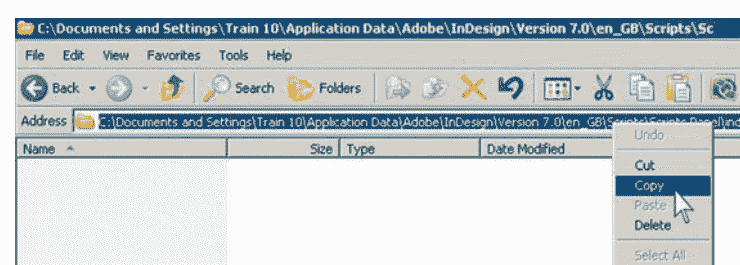 C:\Documents and Settings\Train 10\Application Data\Adobe\InDesign\Version 7.0\en_GB\Scripts\Sc
File Edit View Favorites Tools Help
Back Search Folders
Address C:\Documents and Settings\Train 10\Application Data\Adobe\InDesign\Version 7.0\en_GB\Scripts\Scripts Panel\ind
Name Size Type Date Modified
Undo
Cut
Copy
Paste
Delete
Select All